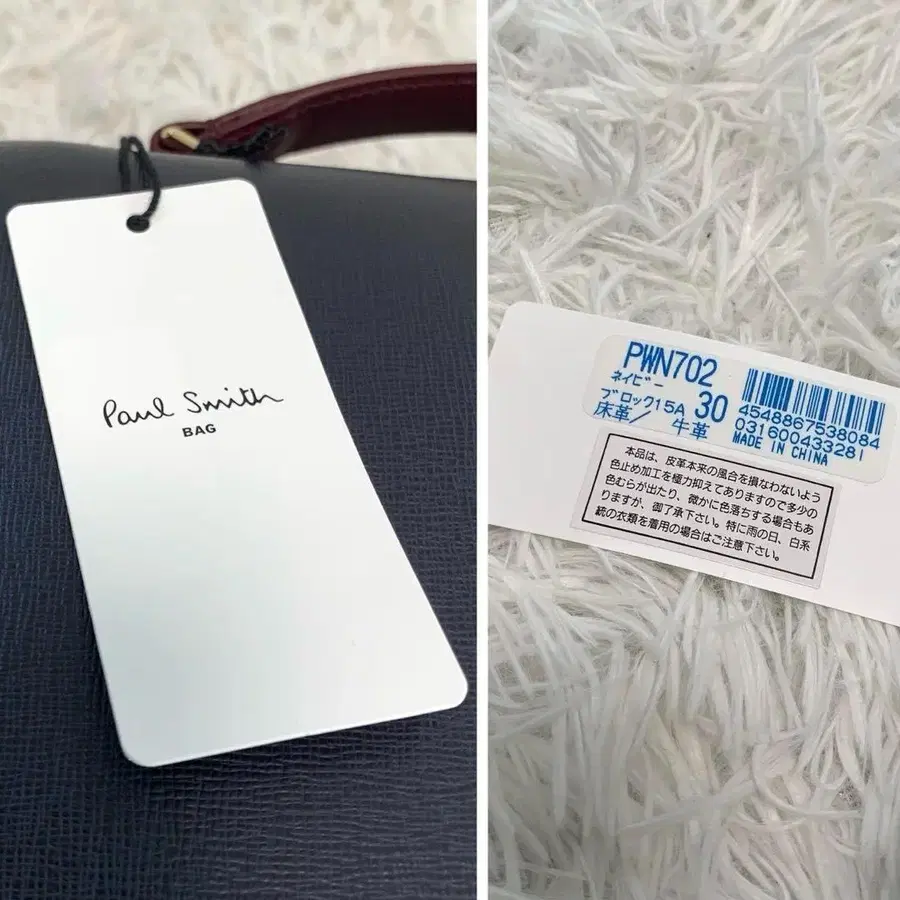 Paul Smith
BAG
PWN702
ネイビー
ブロック15A 30
床革/ 牛革
4548867538084
031600433281
MADE IN CHINA
本品は、皮革本来の風合を損なわないよう
色止め加工を極力抑えてありますので多少の
色むらが出たり、微かに色落ちする場合もあ
りますが、御了承下さい。特に雨の日、白系
統の衣類を着用の場合はご注意下さい。